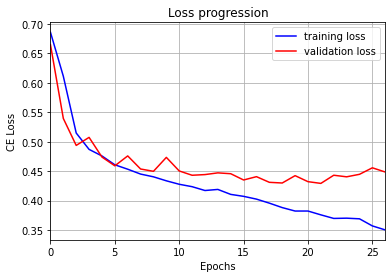 Loss progression
training loss
validation loss
CE Loss
0.70
0.65
0.60
0.55
0.50
0.45
0.40
0.35
0 5 10 15 20 25
Epochs